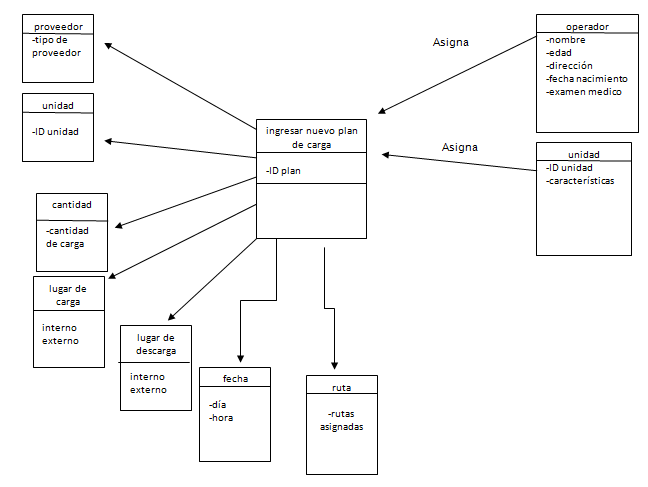 proveedor
-tipo de
proveedor
operador
-nombre
-edad
-dirección
-fecha nacimiento
-examen medico
Asigna
unidad
-ID unidad
ingresar nuevo plan
de carga
-ID plan
Asigna
unidad
-ID unidad
-características
cantidad
-cantidad
de carga
lugar de
carga
interno
externo
lugar de
descarga
interno
externo
fecha
-día
-hora
ruta
-rutas
asignadas